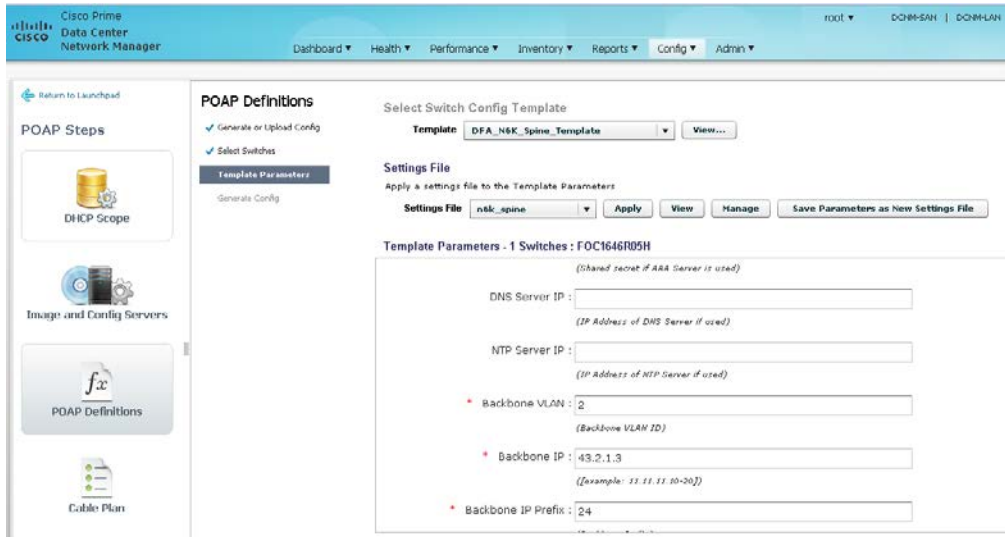 Cisco Prime
Data Center
Network Manager
CISCO
root
DCNM-SAN | DCNM-LAN
Dashboard
Health
Performance
Inventory
Reports
Config
Admin
Return to Launchpad
POAP Steps
DHCP Scope
Image and Config Servers
fx
POAP Definitions
Cable Plan
POAP Definitions
Generate or Upload Config
Select Switches
Template Parameters
Generate Config
Select Switch Config Template
Template DFA_N6K_Spine_Template View...
Settings File
Apply a settings file to the Template Parameters
Settings File n6k_spine Apply View Manage Save Parameters as New Settings File
Template Parameters - 1 Switches : FOC1646R05H
(Shared secret if AAA Server is used)
DNS Server IP :
(IP Address of DNS Server if used)
NTP Server IP :
(IP Address of NTP Server if used)
* Backbone VLAN : 2
(Backbone VLAN ID)
* Backbone IP : 43.2.1.3
([example: 11.11.11.10-20])
* Backbone IP Prefix : 24